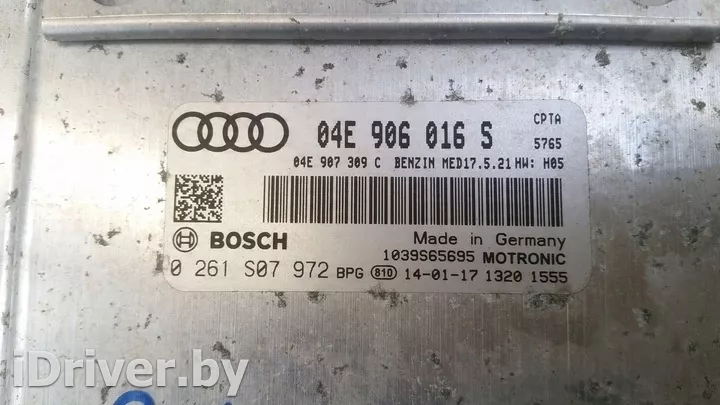 04E 906 016 S CPTA
5765
04E 907 309 C BENZIN MED17.5.21 HW: H05
BOSCH Made in Germany
1039S65695 MOTRONIC
0 261 S07 972 BPG 810 14-01-17 1320 1555
iDriver.by